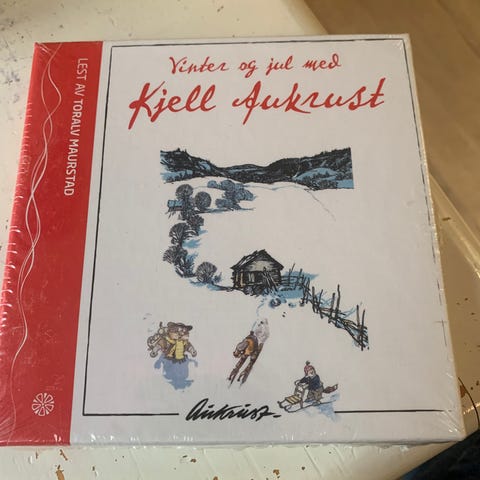 Vinter og jul med
Kjell Aukrust
LEST AV TORALV MAURSTAD
Aukrust